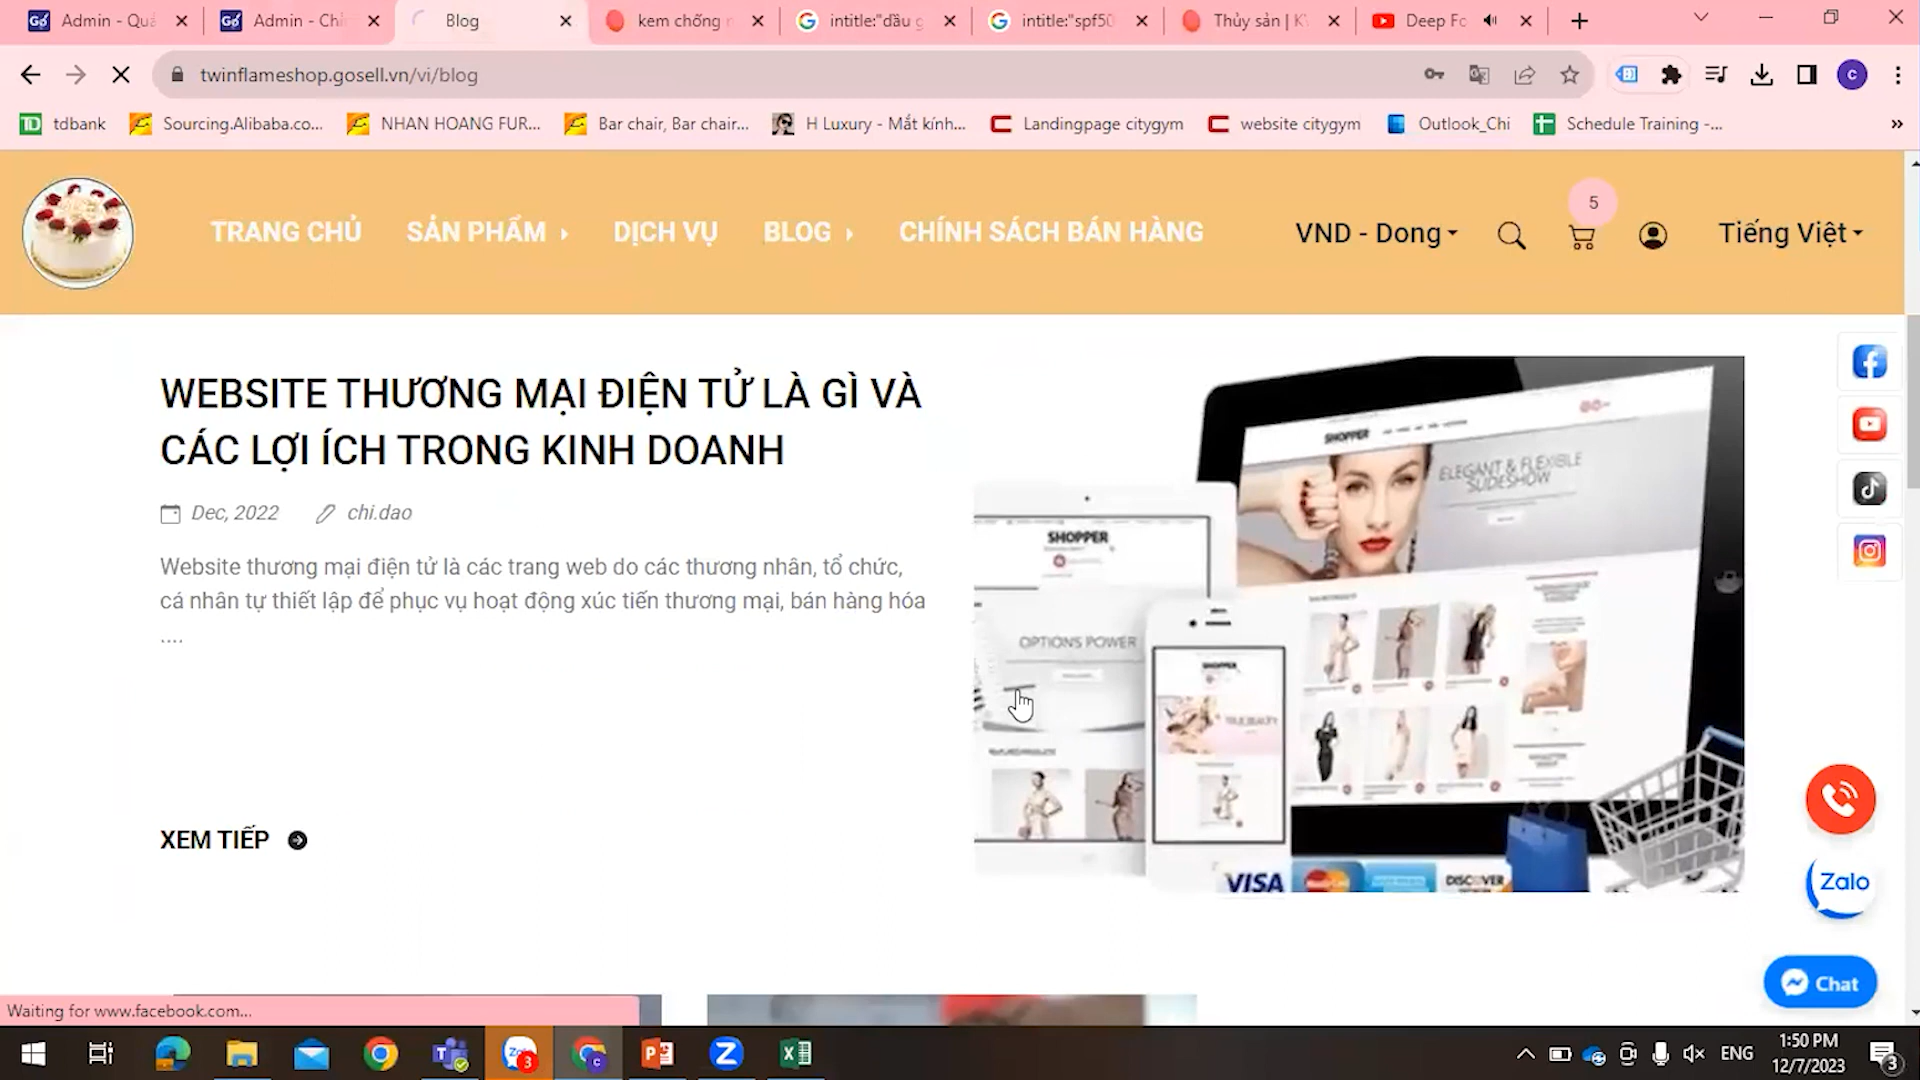 Admin - Quả
Admin - Chỉn
Blog
kem chống n
intitle:"dầu g
intitle:"spf50
Thủy sản | K
Deep Fo
twinflameshop.gosell.vn/vi/blog
C
tdbank
Sourcing.Alibaba.co...
NHAN HOANG FUR...
Bar chair, Bar chair...
H Luxury - Mắt kính...
Landingpage citygym
website citygym
Outlook_Chi
Schedule Training -...
TRANG CHỦ
SẢN PHẨM
DỊCH VỤ
BLOG
CHÍNH SÁCH BÁN HÀNG
VND - Dong
5
Tiếng Việt
WEBSITE THƯƠNG MẠI ĐIỆN TỬ LÀ GÌ VÀ
CÁC LỢI ÍCH TRONG KINH DOANH
Dec, 2022
chi.dao
Website thương mại điện tử là các trang web do các thương nhân, tổ chức,
cá nhân tự thiết lập để phục vụ hoạt động xúc tiến thương mại, bán hàng hóa
....
XEM TIẾP
SHOPPER
ELEGANT & FLEXIBLE
SLIDESHOW
SHOPPER
OPTIONS POWER
SHOPPER
VISA
DISCOVER
Zalo
Chat
Waiting for www.facebook.com...
3
ENG
1:50 PM
12/7/2023
3